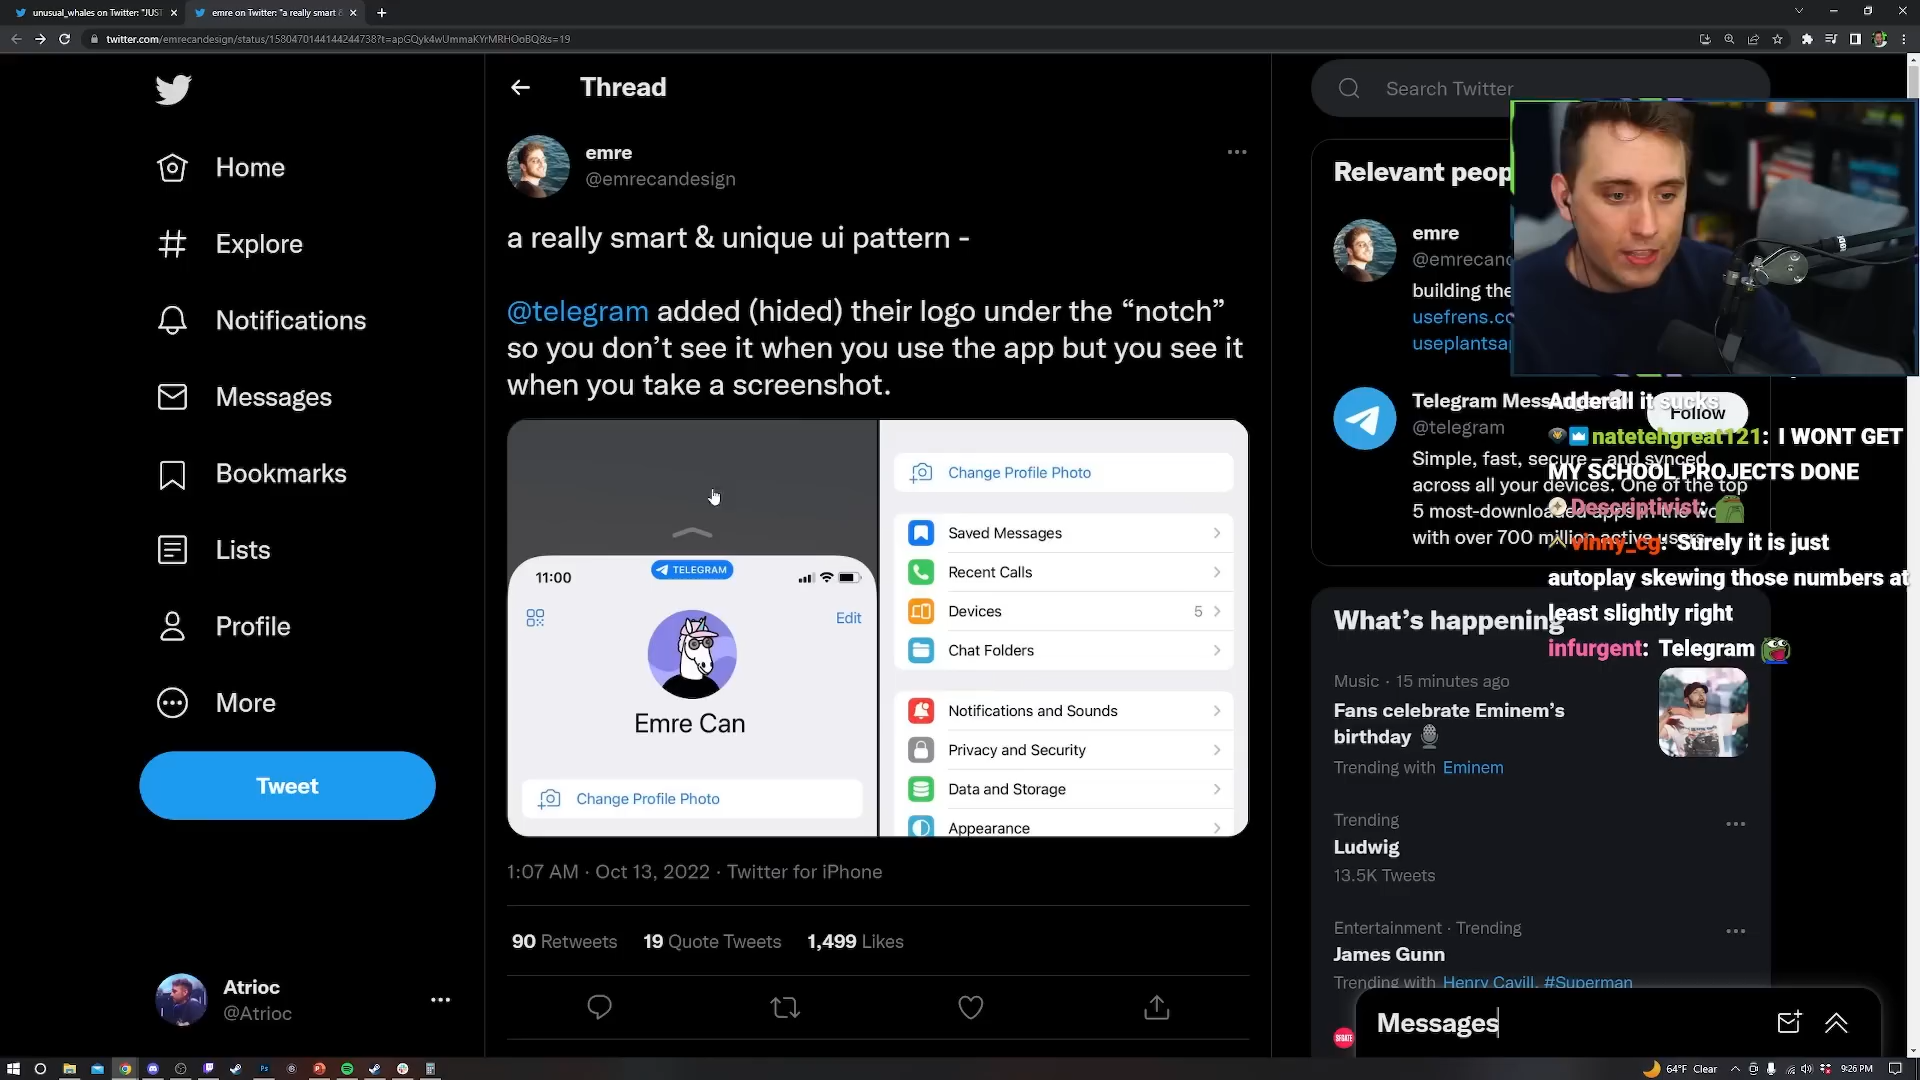 unusual_whales on Twitter: "JUST
emre on Twitter: "a really smart &
twitter.com/emrecandesign/status/1580470144144244738?t=apGQyk4wUmmaKYrMRHOoBQ&s=19
Home
Explore
Notifications
Messages
Bookmarks
Lists
Profile
More
Tweet
Atrioc
@Atrioc
Thread
emre
@emrecandesign
a really smart & unique ui pattern -
@telegram added (hided) their logo under the “notch”
so you don’t see it when you use the app but you see it
when you take a screenshot.
11:00
TELEGRAM
Edit
Emre Can
Change Profile Photo
Change Profile Photo
Saved Messages
Recent Calls
Devices 5
Chat Folders
Notifications and Sounds
Privacy and Security
Data and Storage
Appearance
1:07 AM · Oct 13, 2022 · Twitter for iPhone
90 Retweets 19 Quote Tweets 1,499 Likes
Search Twitter
Relevant peop
emre
@emrecand
building the
usefrens.co
useplantsa
Telegram Mess
@telegram
Follow
Simple, fast, secure – and synced
across all your devices. One of the top
5 most-downloaded apps in the wo
with over 700 million active users.
Adderall it sucks
natetehgreat121: I WONT GET
MY SCHOOL PROJECTS DONE
Descriptivist:
vinny_cg: Surely it is just
autoplay skewing those numbers at
least slightly right
infurgent: Telegram
What’s happening
Music · 15 minutes ago
Fans celebrate Eminem’s
birthday
Trending with Eminem
Trending
Ludwig
13.5K Tweets
Entertainment · Trending
James Gunn
Trending with Henry Cavill, #Superman
Messages
64°F Clear
9:26 PM